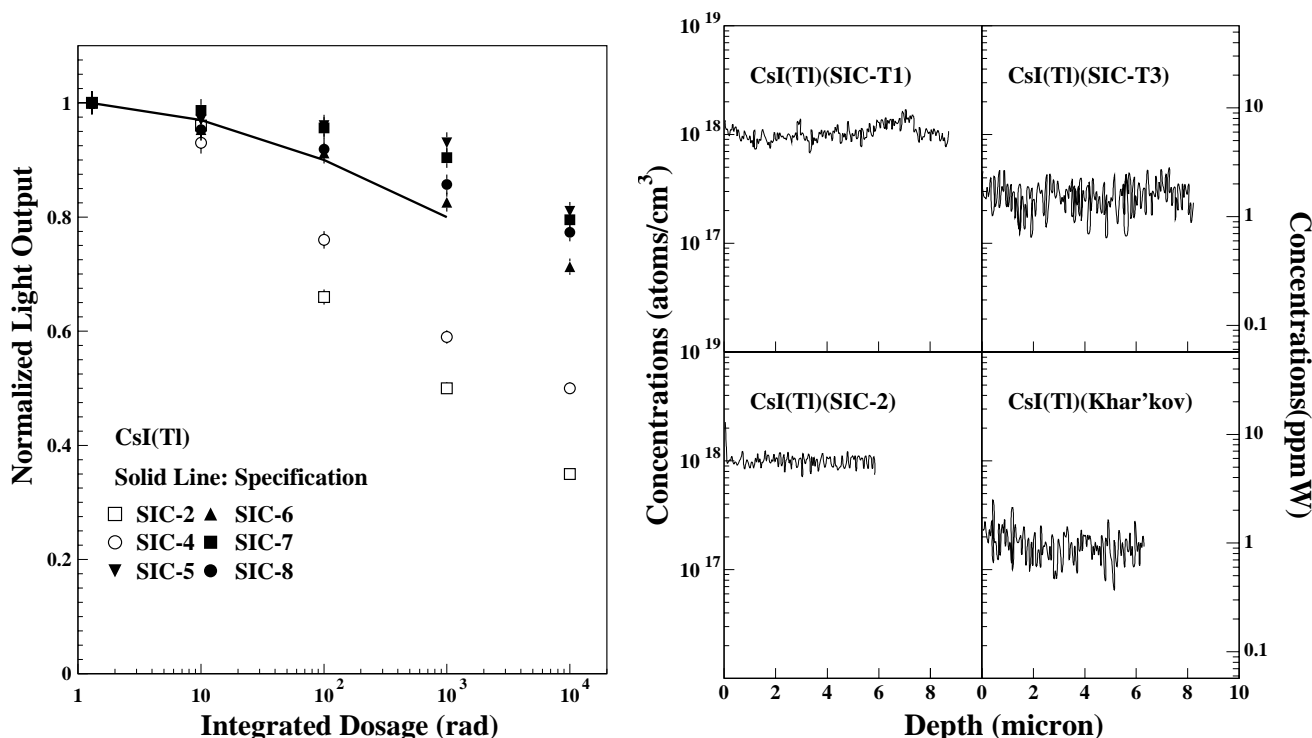 Normalized Light Output
1
0.8
0.6
0.4
0.2
0
CsI(Tl)
Solid Line: Specification
SIC-2
SIC-6
SIC-4
SIC-7
SIC-5
SIC-8
1
10
10 2
10 3
10 4
Integrated Dosage (rad)
Concentrations (atoms/cm3)
10 19
10 18
10 17
10 19
10 18
10 17
CsI(Tl)(SIC-T1)
CsI(Tl)(SIC-T3)
CsI(Tl)(SIC-2)
CsI(Tl)(Khar'kov)
10
1
0.1
10
1
0.1
Concentrations(ppmW)
0
2
4
6
8
0
2
4
6
8
10
Depth (micron)